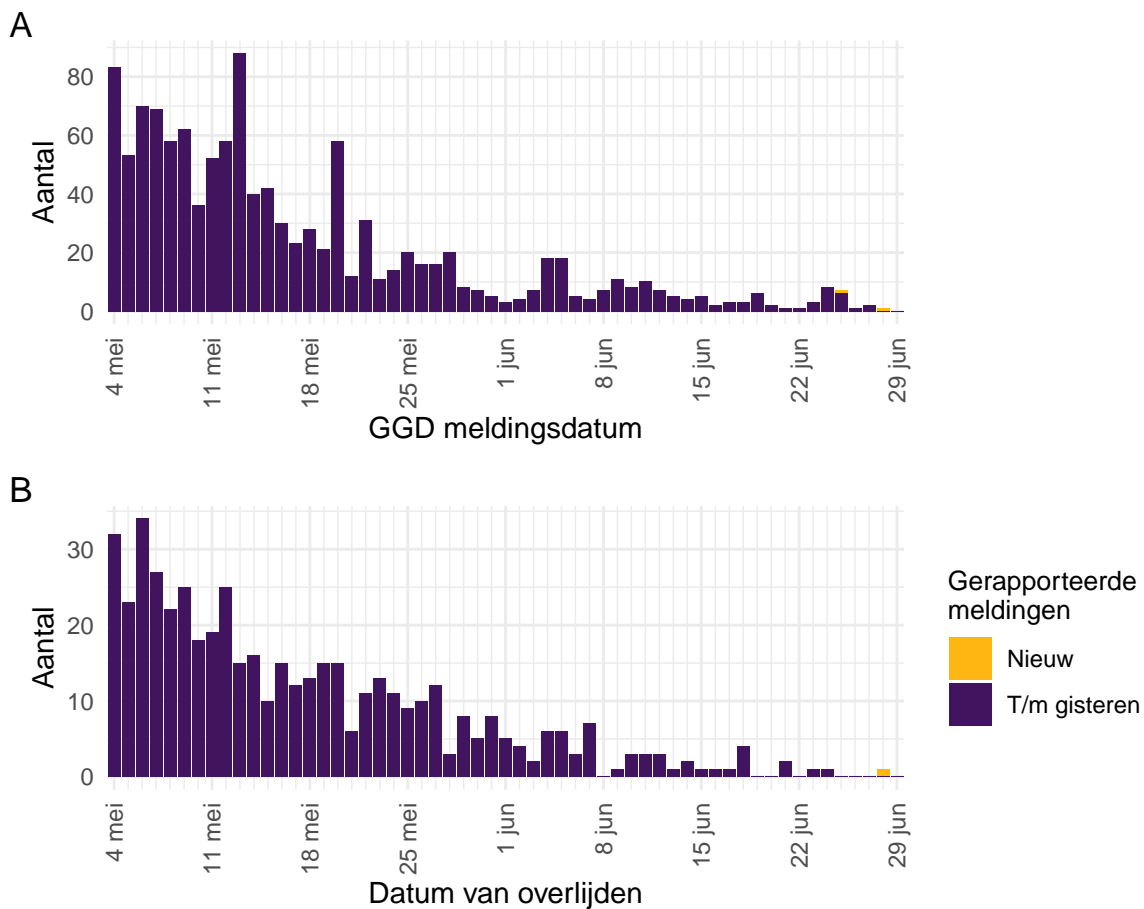 A
80
60
40
20
0
Aantal
4 mei
11 mei
18 mei
25 mei
1 jun
8 jun
15 jun
22 jun
29 jun
GGD meldingsdatum
B
30
20
10
0
Aantal
4 mei
11 mei
18 mei
25 mei
1 jun
8 jun
15 jun
22 jun
29 jun
Datum van overlijden
Gerapporteerde
meldingen
Nieuw
T/m gisteren